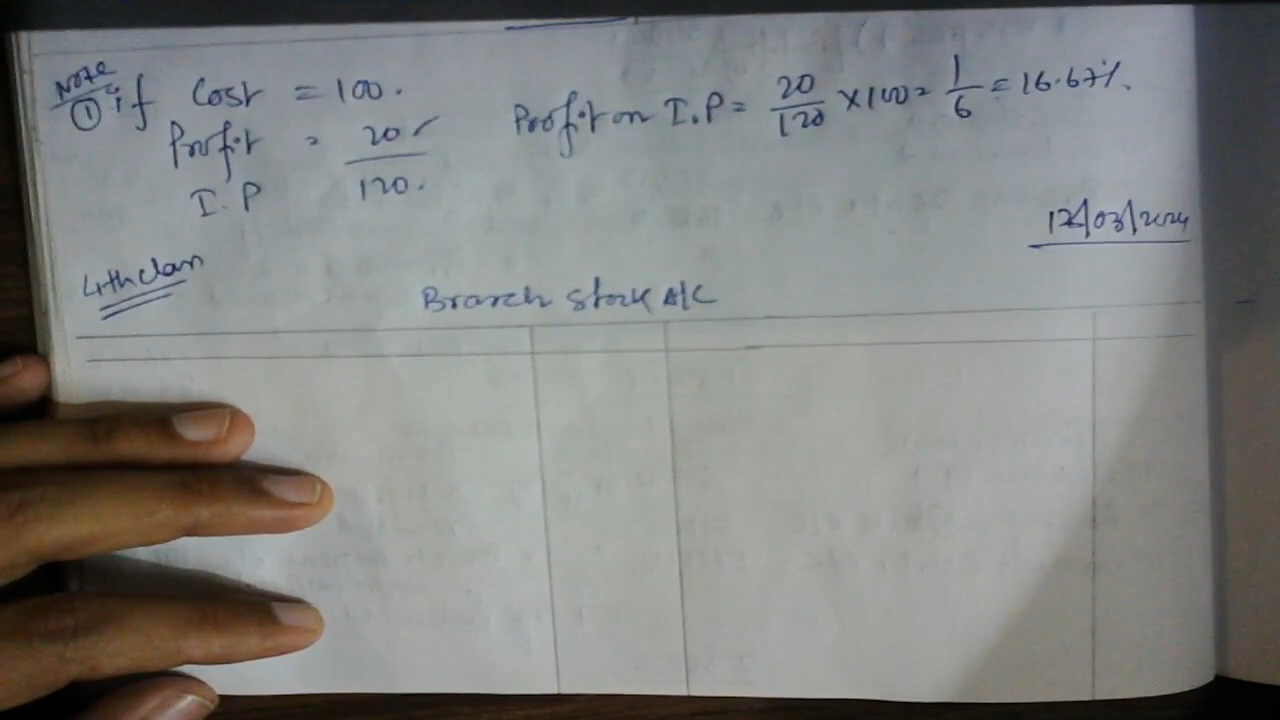 Note
① if Cost = 100. Profit on I.P = 20/120 ×100 = 1/6 = 16.67%.
Profit = 20
I.P 120.
12/03/2024
4th class
Branch Stock A/C